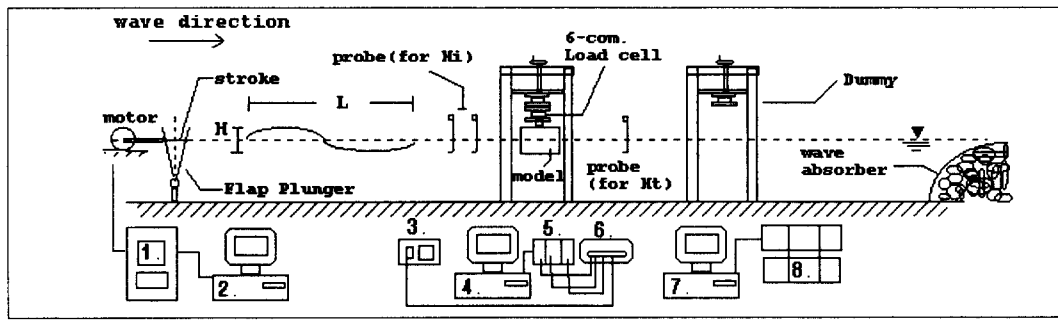 wave direction
6-com.
Load cell
probe(for Hi)
stroke
L
Dummy
motor
H
model
probe
(for Ht)
wave
absorber
Flap Plunger
1.
2.
3.
4.
5.
6.
7.
8.